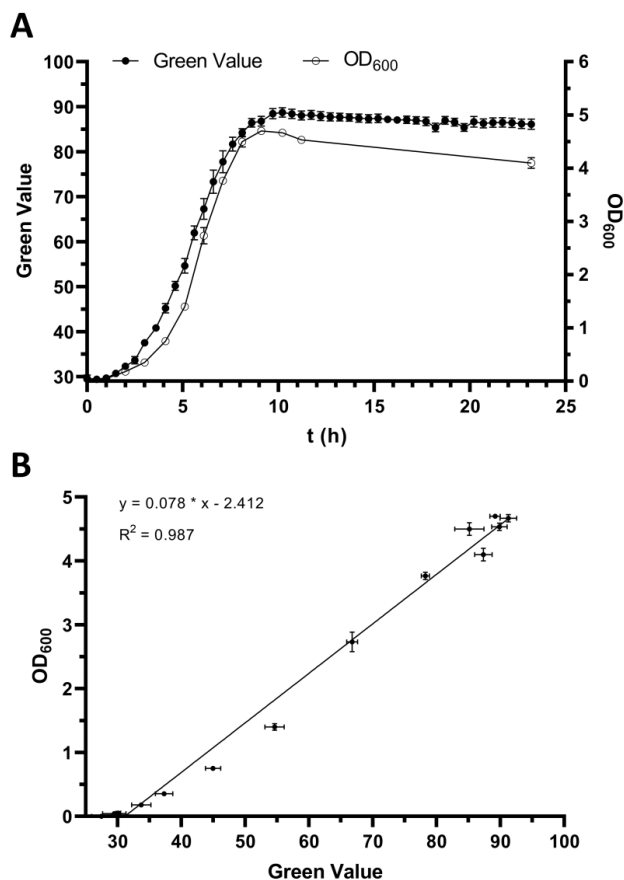 A
Green Value OD600
100
90
80
70
60
50
40
30
Green Value
6
5
4
3
2
1
0
OD600
0 5 10 15 20 25
t (h)
B
y = 0.078 * x - 2.412
R2 = 0.987
5
4
3
2
1
0
OD600
30 40 50 60 70 80 90 100
Green Value